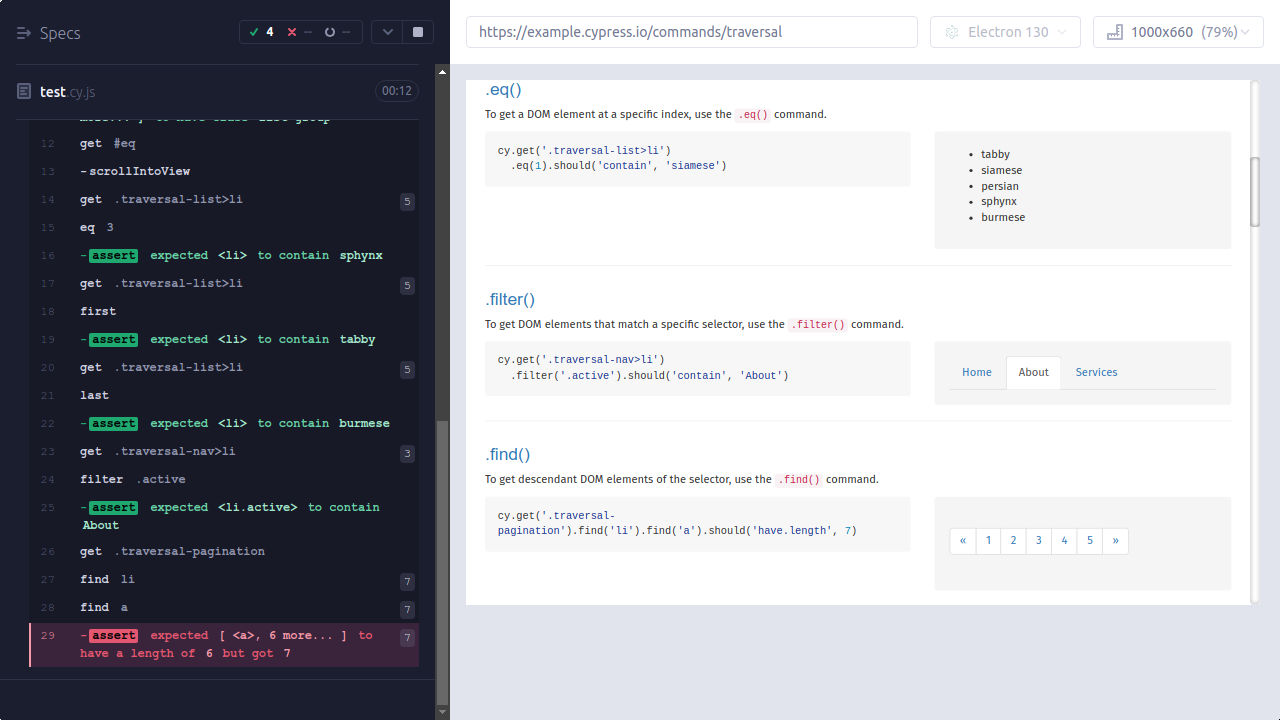 Specs
4
--
--
test.cy.js
00:12
more... ] to have class list-group
12 get #eq
13 -scrollIntoView
14 get .traversal-list>li 5
15 eq 3
16 -assert expected <li> to contain sphynx
17 get .traversal-list>li 5
18 first
19 -assert expected <li> to contain tabby
20 get .traversal-list>li 5
21 last
22 -assert expected <li> to contain burmese
23 get .traversal-nav>li 3
24 filter .active
25 -assert expected <li.active> to contain
About
26 get .traversal-pagination
27 find li 7
28 find a 7
29 -assert expected [ <a>, 6 more... ] to 7
have a length of 6 but got 7
https://example.cypress.io/commands/traversal
Electron 130
1000x660 (79%)
.eq()
To get a DOM element at a specific index, use the .eq() command.
cy.get('.traversal-list>li')
.eq(1).should('contain', 'siamese')
• tabby
• siamese
• persian
• sphynx
• burmese
.filter()
To get DOM elements that match a specific selector, use the .filter() command.
cy.get('.traversal-nav>li')
.filter('.active').should('contain', 'About')
Home About Services
.find()
To get descendant DOM elements of the selector, use the .find() command.
cy.get('.traversal-
pagination').find('li').find('a').should('have.length', 7)
« 1 2 3 4 5 »